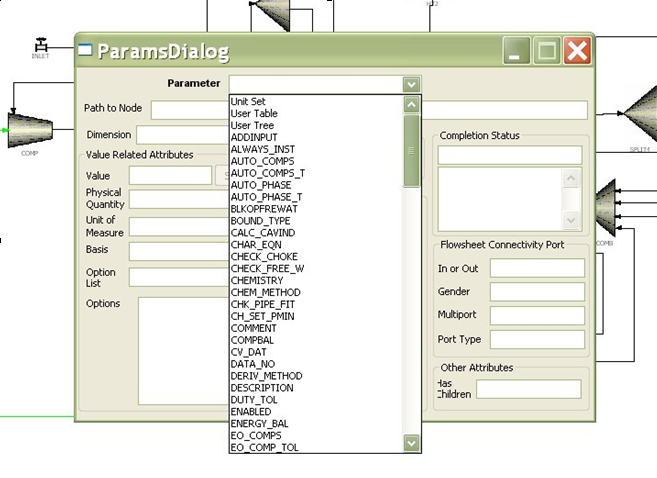 HTZ
INLET
ParamsDialog
Parameter
Path to Node
Dimension
Value Related Attributes
Value
Physical
Quantity
Unit of
Measure
Basis
Option
List
Options
Unit Set
User Table
User Tree
ADDINPUT
ALWAYS_INST
AUTO_COMPS
AUTO_COMPS_T
AUTO_PHASE
AUTO_PHASE_T
BLKOPFREWAT
BOUND_TYPE
CALC_CAVIND
CHAR_EQN
CHECK_CHOKE
CHECK_FREE_W
CHEMISTRY
CHEM_METHOD
CHK_PIPE_FIT
CH_SET_PMIN
COMMENT
COMPBAL
CV_DAT
DATA_NO
DERIV_METHOD
DESCRIPTION
DUTY_TOL
ENABLED
ENERGY_BAL
EO_COMPS
EO_COMP_TOL
Completion Status
Flowsheet Connectivity Port
In or Out
Gender
Multiport
Port Type
Other Attributes
Has
Children
COMP
SPLIT4
COMB